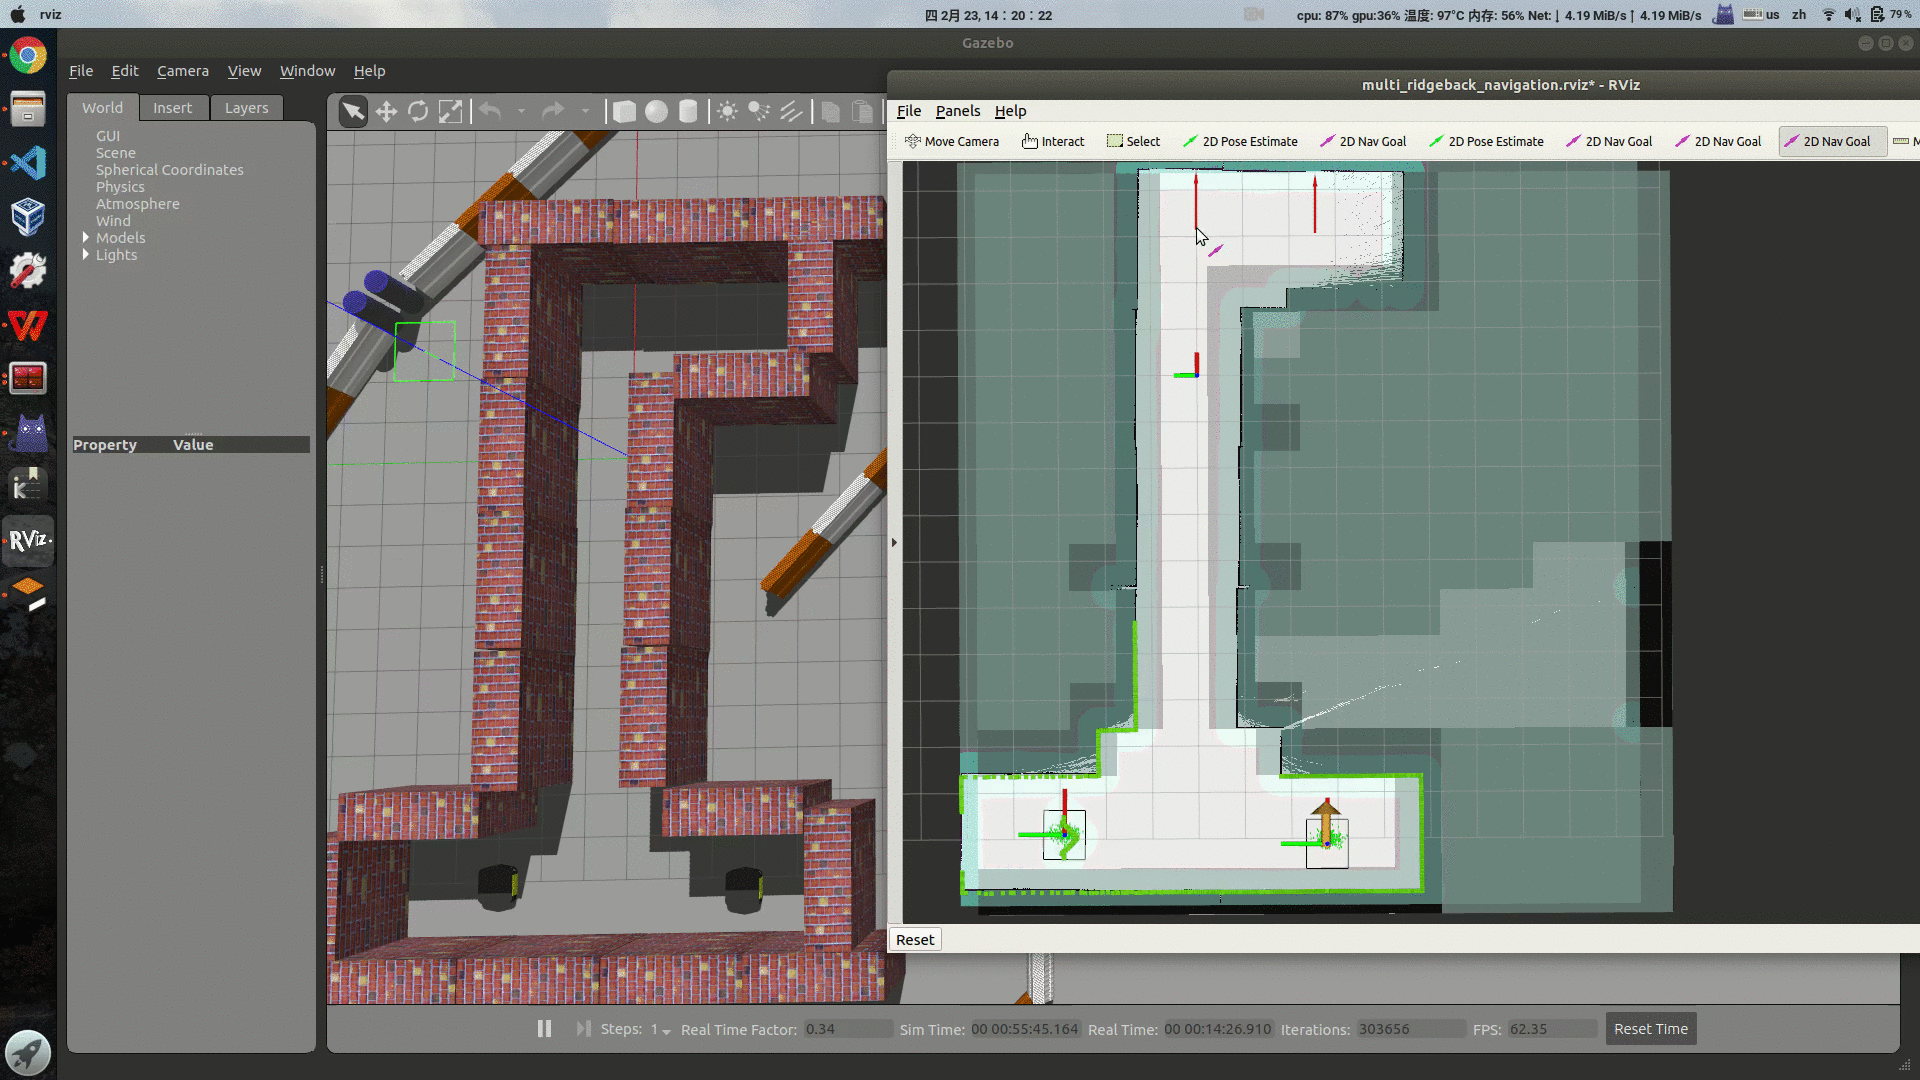 rviz
四 2月 23, 14：20：22
cpu: 87% gpu:36% 温度: 97°C 内存: 56% Net:↓ 4.19 MiB/s↑ 4.19 MiB/s
us
zh
79%
Gazebo
File Edit Camera View Window Help
World Insert Layers
GUI
Scene
Spherical Coordinates
Physics
Atmosphere
Wind
Models
Lights
Property Value
multi_ridgeback_navigation.rviz* - RViz
File Panels Help
Move Camera Interact Select 2D Pose Estimate 2D Nav Goal 2D Pose Estimate 2D Nav Goal 2D Nav Goal 2D Nav Goal M
RViz
Reset
Steps: 1 Real Time Factor: 0.34 Sim Time: 00 00:55:45.164 Real Time: 00 00:14:26.910 Iterations: 303656 FPS: 62.35 Reset Time